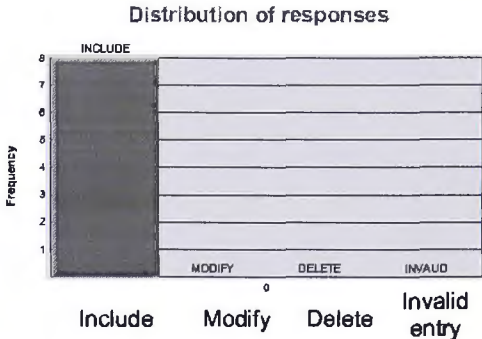 Distribution of responses
INCLUDE
8
7
6
5
4
3
2
1
Frequency
MODIFY DELETE INVALID
0
Include Modify Delete Invalid entry